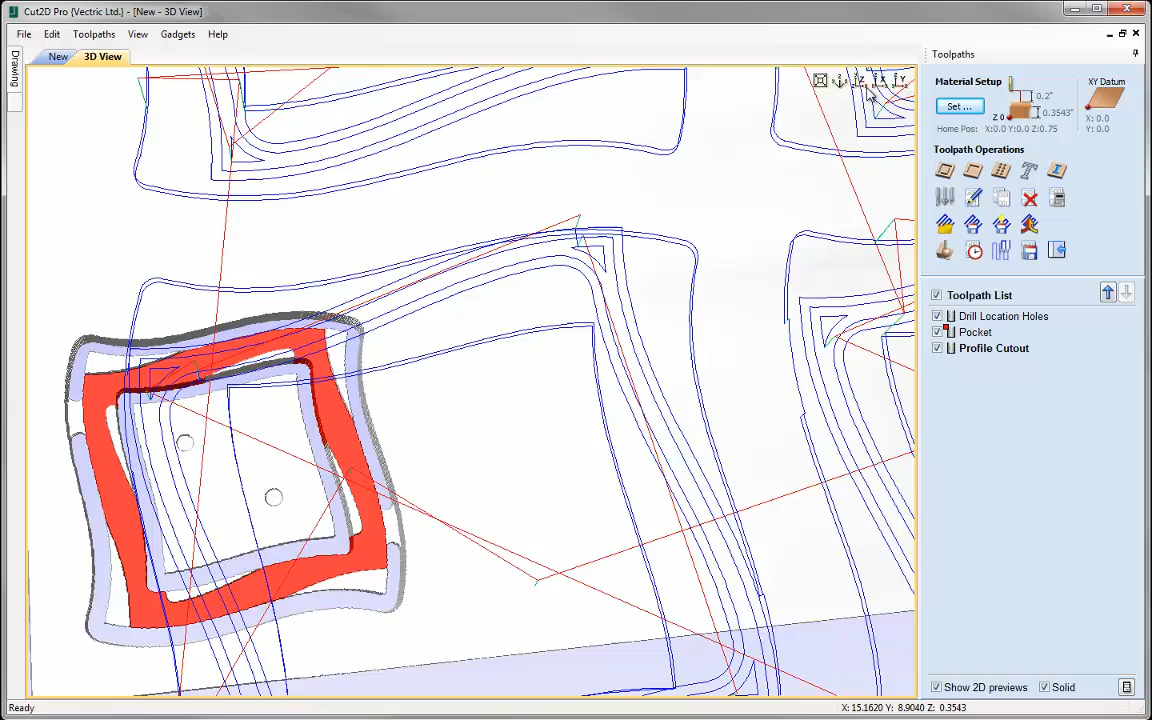 Cut2D Pro {Vectric Ltd.} - [New - 3D View]
File Edit Toolpaths View Gadgets Help
New 3D View
Drawing
Toolpaths
Material Setup
XY Datum
Set ...
0.2"
0.3543"
Z 0
X: 0.0
Y: 0.0
Home Pos: X:0.0 Y:0.0 Z:0.75
Toolpath Operations
Toolpath List
Drill Location Holes
Pocket
Profile Cutout
Show 2D previews
Solid
Ready
X: 15.1620 Y: 8.9040 Z: 0.3543